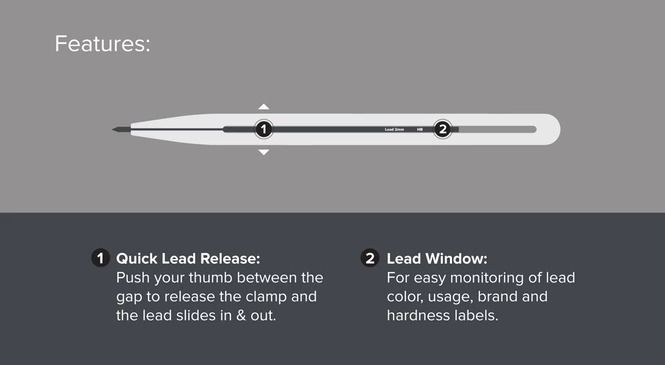 Features:
1
Lead 2mm HB
2
1 Quick Lead Release:
Push your thumb between the
gap to release the clamp and
the lead slides in & out.
2 Lead Window:
For easy monitoring of lead
color, usage, brand and
hardness labels.